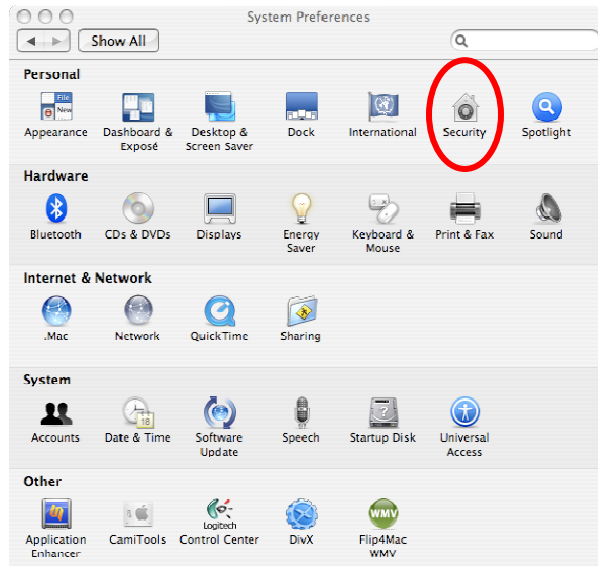 System Preferences
Show All
Personal
File
New
Appearance
Dashboard &
Exposé
Desktop &
Screen Saver
Dock
International
Security
Spotlight
Hardware
Bluetooth
CDs & DVDs
Displays
Energy
Saver
Keyboard &
Mouse
Print & Fax
Sound
Internet & Network
.Mac
Network
QuickTime
Sharing
System
18
Accounts
Date & Time
Software
Update
Speech
Startup Disk
Universal
Access
Other
Logitech
WMV
Application
Enhancer
CamiTools
Control Center
DivX
Flip4Mac
WMV